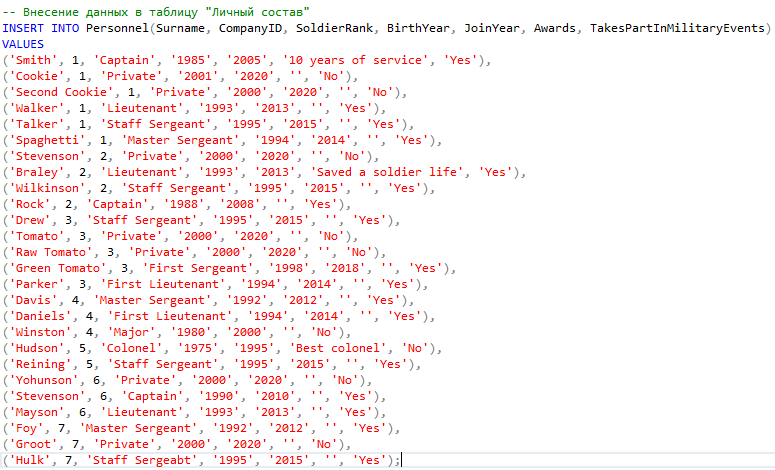 -- Внесение данных в таблицу "Личный состав"
INSERT INTO Personnel(Surname, CompanyID, SoldierRank, BirthYear, JoinYear, Awards, TakesPartInMilitaryEvents)
VALUES
('Smith', 1, 'Captain', '1985', '2005', '10 years of service', 'Yes'),
('Cookie', 1, 'Private', '2001', '2020', '', 'No'),
('Second Cookie', 1, 'Private', '2000', '2020', '', 'No'),
('Walker', 1, 'Lieutenant', '1993', '2013', '', 'Yes'),
('Talker', 1, 'Staff Sergeant', '1995', '2015', '', 'Yes'),
('Spaghetti', 1, 'Master Sergeant', '1994', '2014', '', 'Yes'),
('Stevenson', 2, 'Private', '2000', '2020', '', 'No'),
('Braley', 2, 'Lieutenant', '1993', '2013', 'Saved a soldier life', 'Yes'),
('Wilkinson', 2, 'Staff Sergeant', '1995', '2015', '', 'Yes'),
('Rock', 2, 'Captain', '1988', '2008', '', 'Yes'),
('Drew', 3, 'Staff Sergeant', '1995', '2015', '', 'Yes'),
('Tomato', 3, 'Private', '2000', '2020', '', 'No'),
('Raw Tomato', 3, 'Private', '2000', '2020', '', 'No'),
('Green Tomato', 3, 'First Sergeant', '1998', '2018', '', 'Yes'),
('Parker', 3, 'First Lieutenant', '1994', '2014', '', 'Yes'),
('Davis', 4, 'Master Sergeant', '1992', '2012', '', 'Yes'),
('Daniels', 4, 'First Lieutenant', '1994', '2014', '', 'Yes'),
('Winston', 4, 'Major', '1980', '2000', '', 'No'),
('Hudson', 5, 'Colonel', '1975', '1995', 'Best colonel', 'No'),
('Reining', 5, 'Staff Sergeant', '1995', '2015', '', 'Yes'),
('Yohunson', 6, 'Private', '2000', '2020', '', 'No'),
('Stevenson', 6, 'Captain', '1990', '2010', '', 'Yes'),
('Mayson', 6, 'Lieutenant', '1993', '2013', '', 'Yes'),
('Foy', 7, 'Master Sergeant', '1992', '2012', '', 'Yes'),
('Groot', 7, 'Private', '2000', '2020', '', 'No'),
('Hulk', 7, 'Staff Sergeabt', '1995', '2015', '', 'Yes');